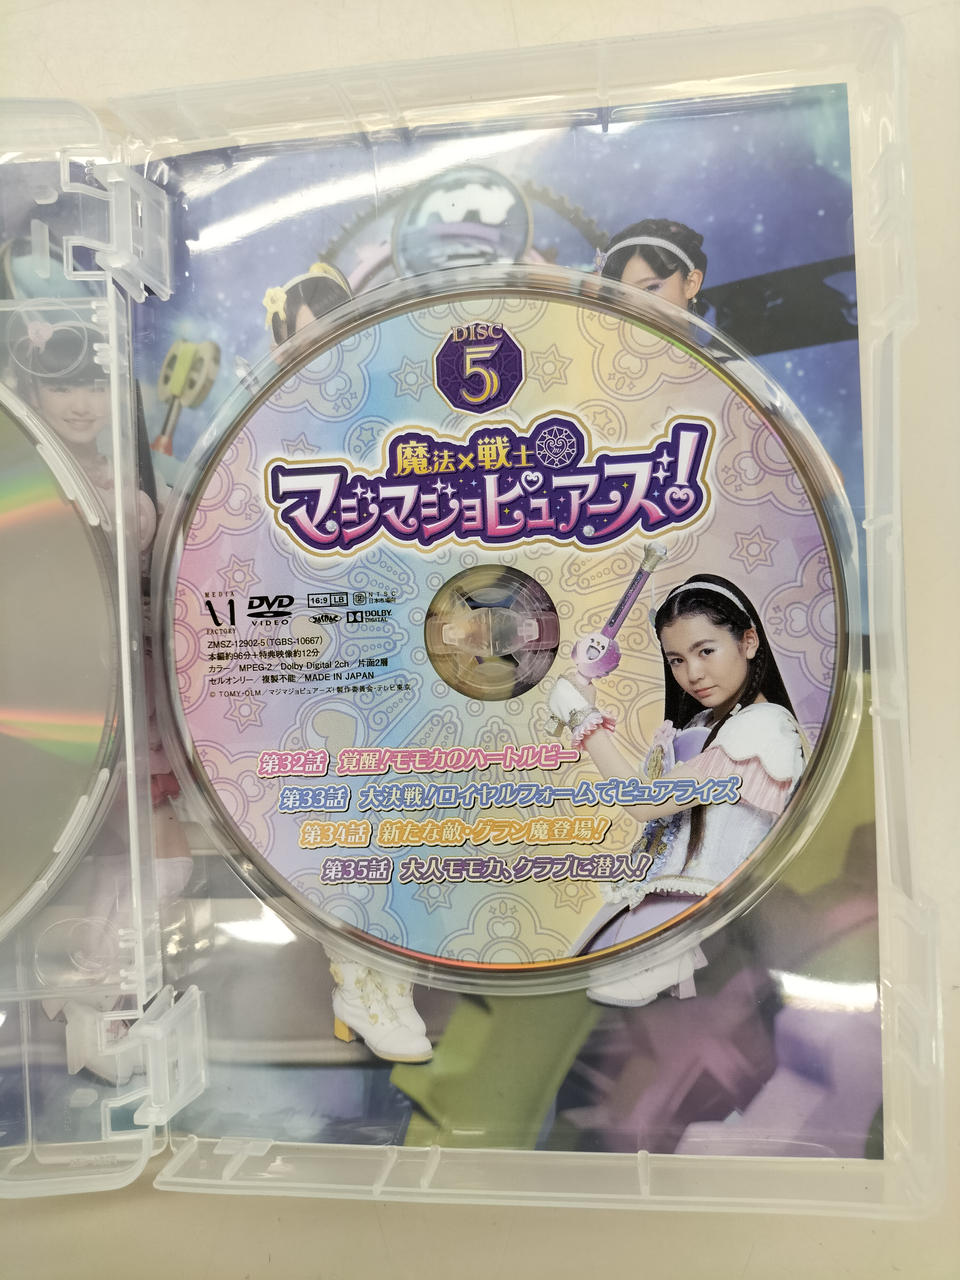 DISC
5
魔法×戦士
マジマジョピュアーズ!
MEDIA
FACTORY
DVD
VIDEO
16:9 LB
NTSC
日本市場向
DOLBY
DIGITAL
ZMSZ-12902-5(TGBS-10667)
本編約96分+特典映像約12分
カラー/MPEG-2/Dolby Digital 2ch/片面2層
セルオンリー/複製不能/MADE IN JAPAN
© TOMY・OLM/マジマジョピュアーズ!製作委員会・テレビ東京
第32話 覚醒!モモカのハートルビー
第33話 大決戦!ロイヤルフォームでピュアライズ
第34話 新たな敵・グラン魔登場!
第35話 大人モモカ、クラブに潜入!